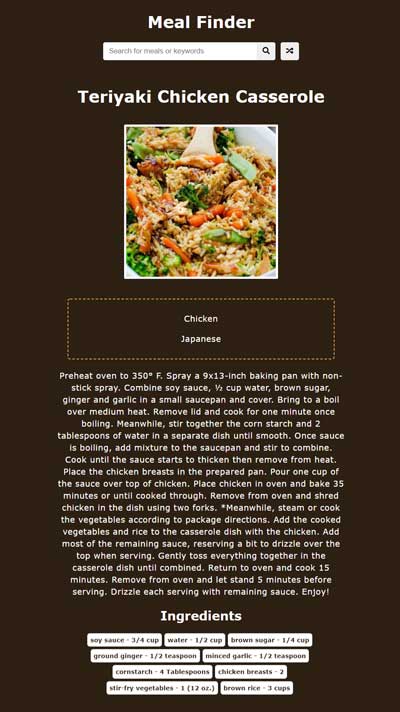 Meal Finder
Search for meals or keywords
Teriyaki Chicken Casserole
Chicken
Japanese
Preheat oven to 350° F. Spray a 9x13-inch baking pan with non-
stick spray. Combine soy sauce, ½ cup water, brown sugar,
ginger and garlic in a small saucepan and cover. Bring to a boil
over medium heat. Remove lid and cook for one minute once
boiling. Meanwhile, stir together the corn starch and 2
tablespoons of water in a separate dish until smooth. Once sauce
is boiling, add mixture to the saucepan and stir to combine.
Cook until the sauce starts to thicken then remove from heat.
Place the chicken breasts in the prepared pan. Pour one cup of
the sauce over top of chicken. Place chicken in oven and bake 35
minutes or until cooked through. Remove from oven and shred
chicken in the dish using two forks. *Meanwhile, steam or cook
the vegetables according to package directions. Add the cooked
vegetables and rice to the casserole dish with the chicken. Add
most of the remaining sauce, reserving a bit to drizzle over the
top when serving. Gently toss everything together in the
casserole dish until combined. Return to oven and cook 15
minutes. Remove from oven and let stand 5 minutes before
serving. Drizzle each serving with remaining sauce. Enjoy!
Ingredients
soy sauce - 3/4 cup water - 1/2 cup brown sugar - 1/4 cup
ground ginger - 1/2 teaspoon minced garlic - 1/2 teaspoon
cornstarch - 4 Tablespoons chicken breasts - 2
stir-fry vegetables - 1 (12 oz.) brown rice - 3 cups